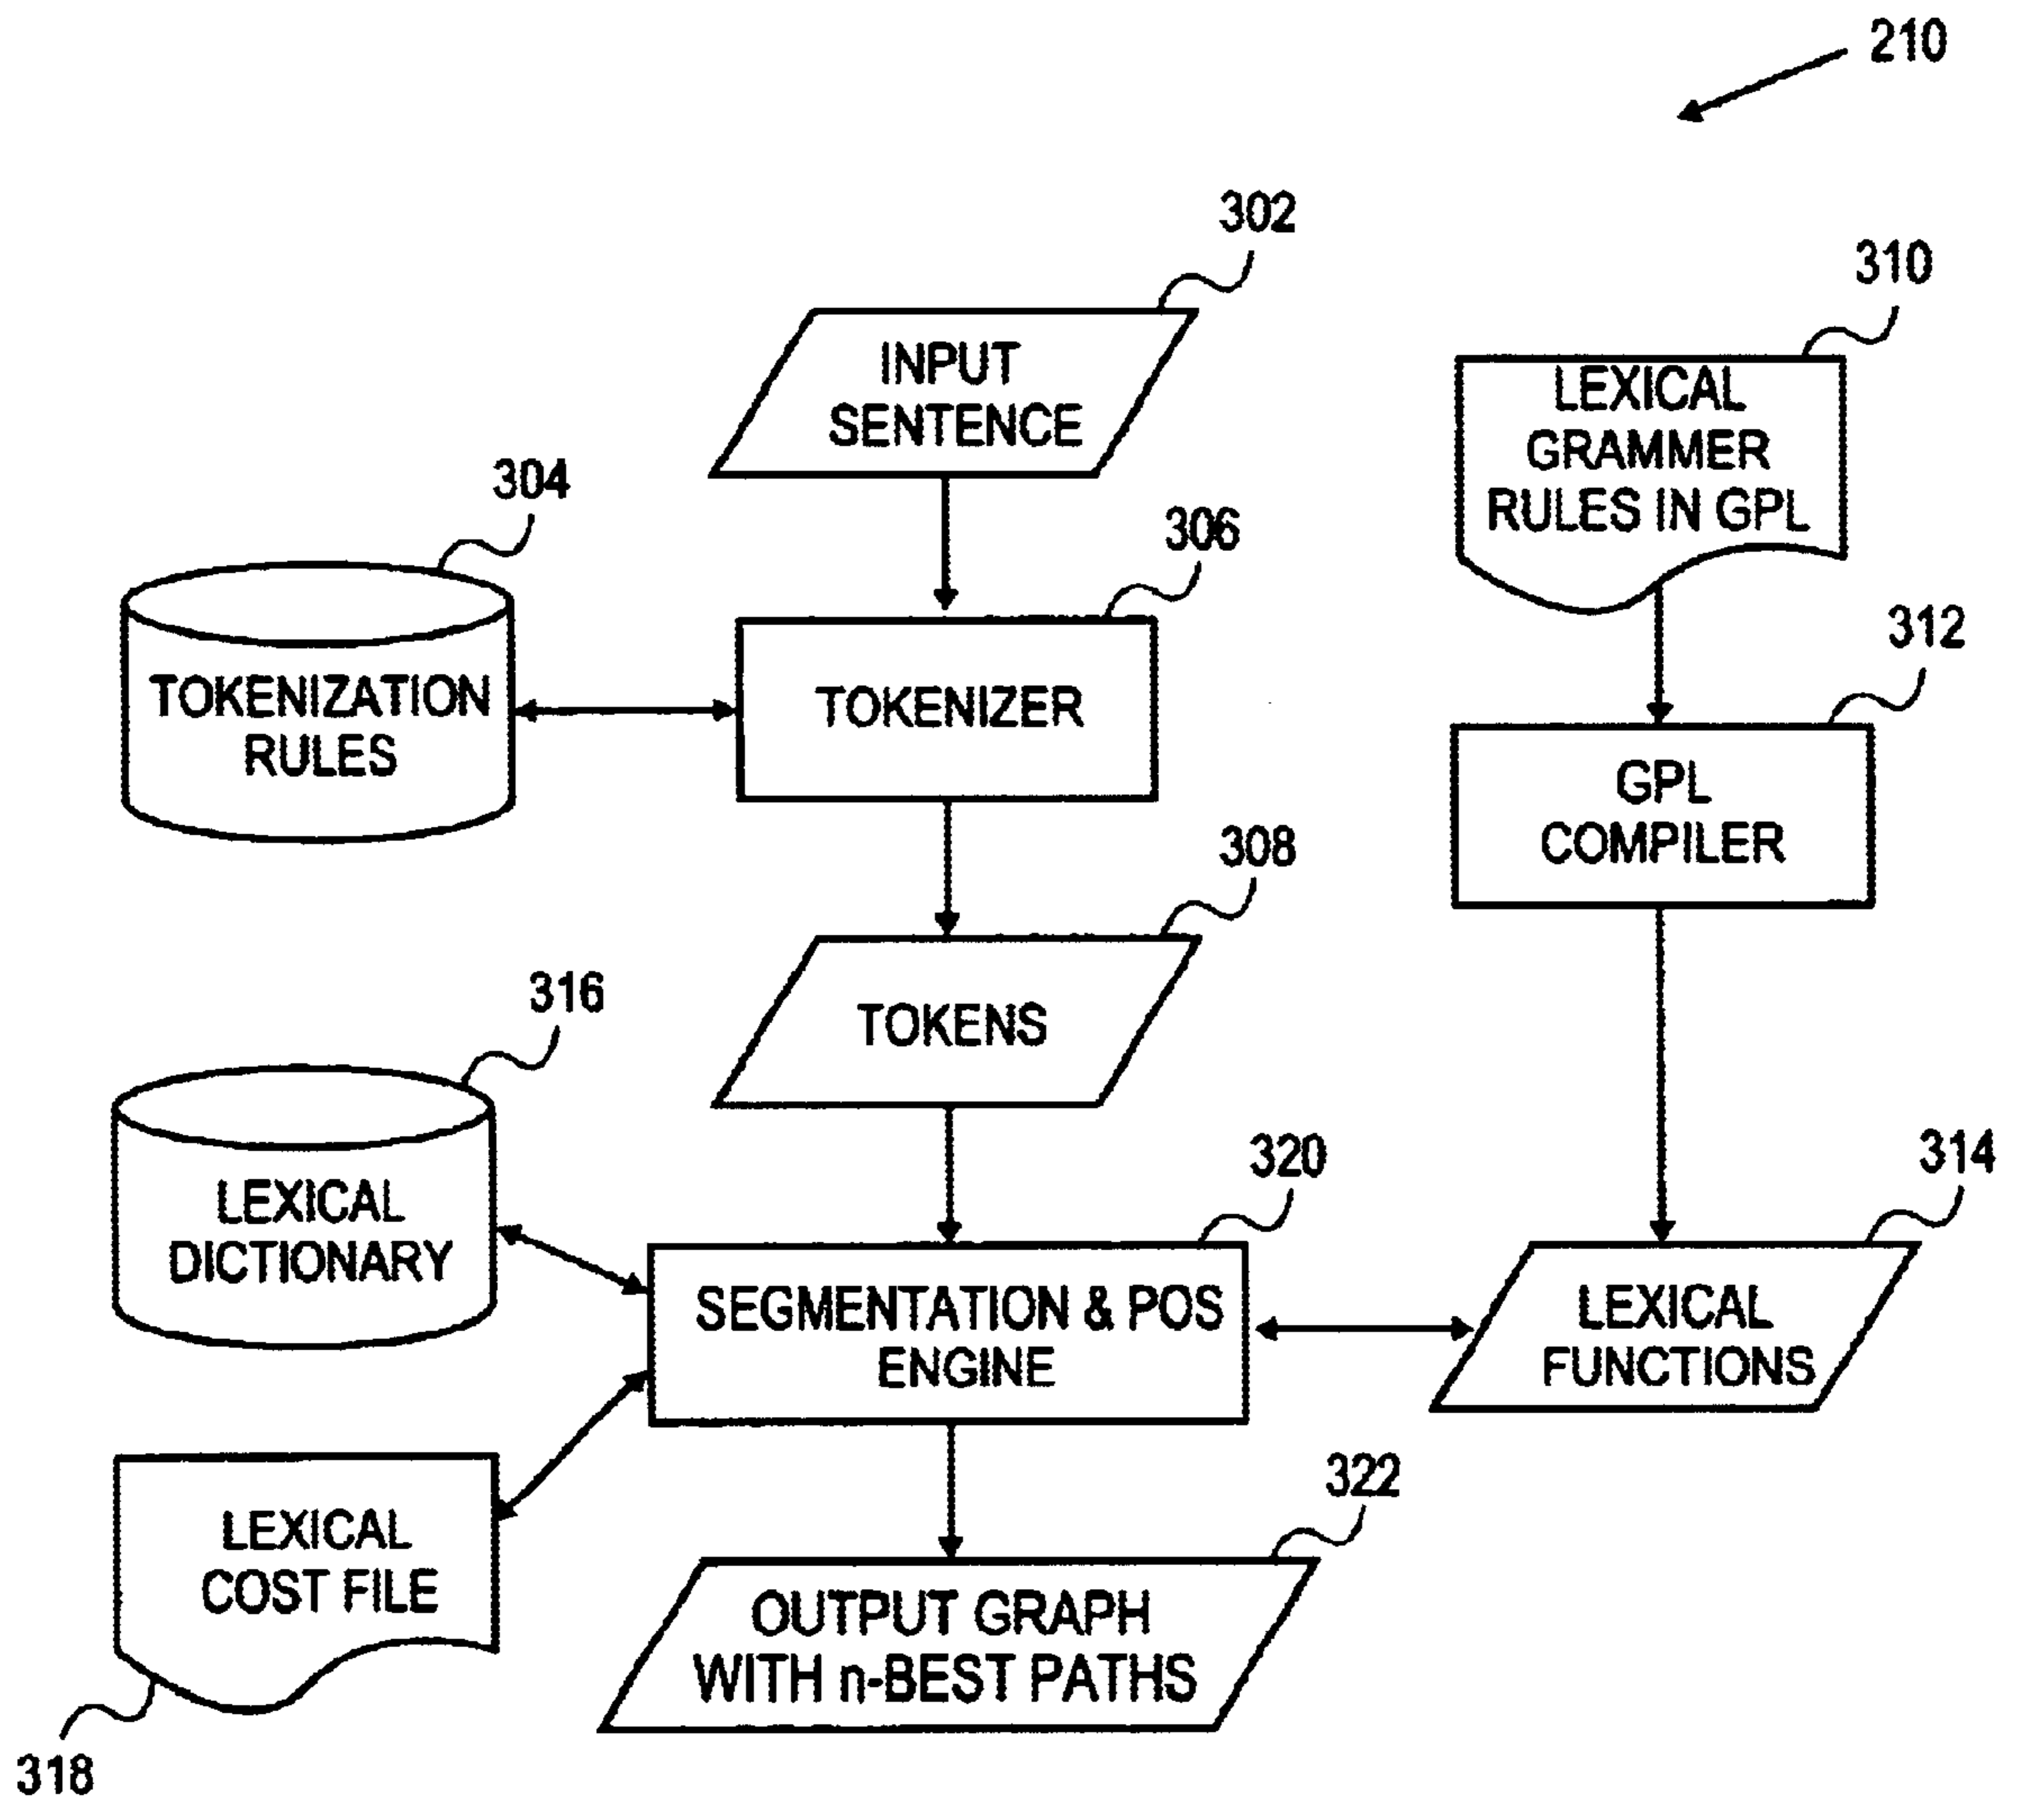 210
302
INPUT
SENTENCE
310
LEXICAL
GRAMMER
RULES IN GPL
304
TOKENIZATION
RULES
306
TOKENIZER
312
GPL
COMPILER
308
TOKENS
316
LEXICAL
DICTIONARY
320
SEGMENTATION & POS
ENGINE
314
LEXICAL
FUNCTIONS
LEXICAL
COST FILE
318
322
OUTPUT GRAPH
WITH n-BEST PATHS